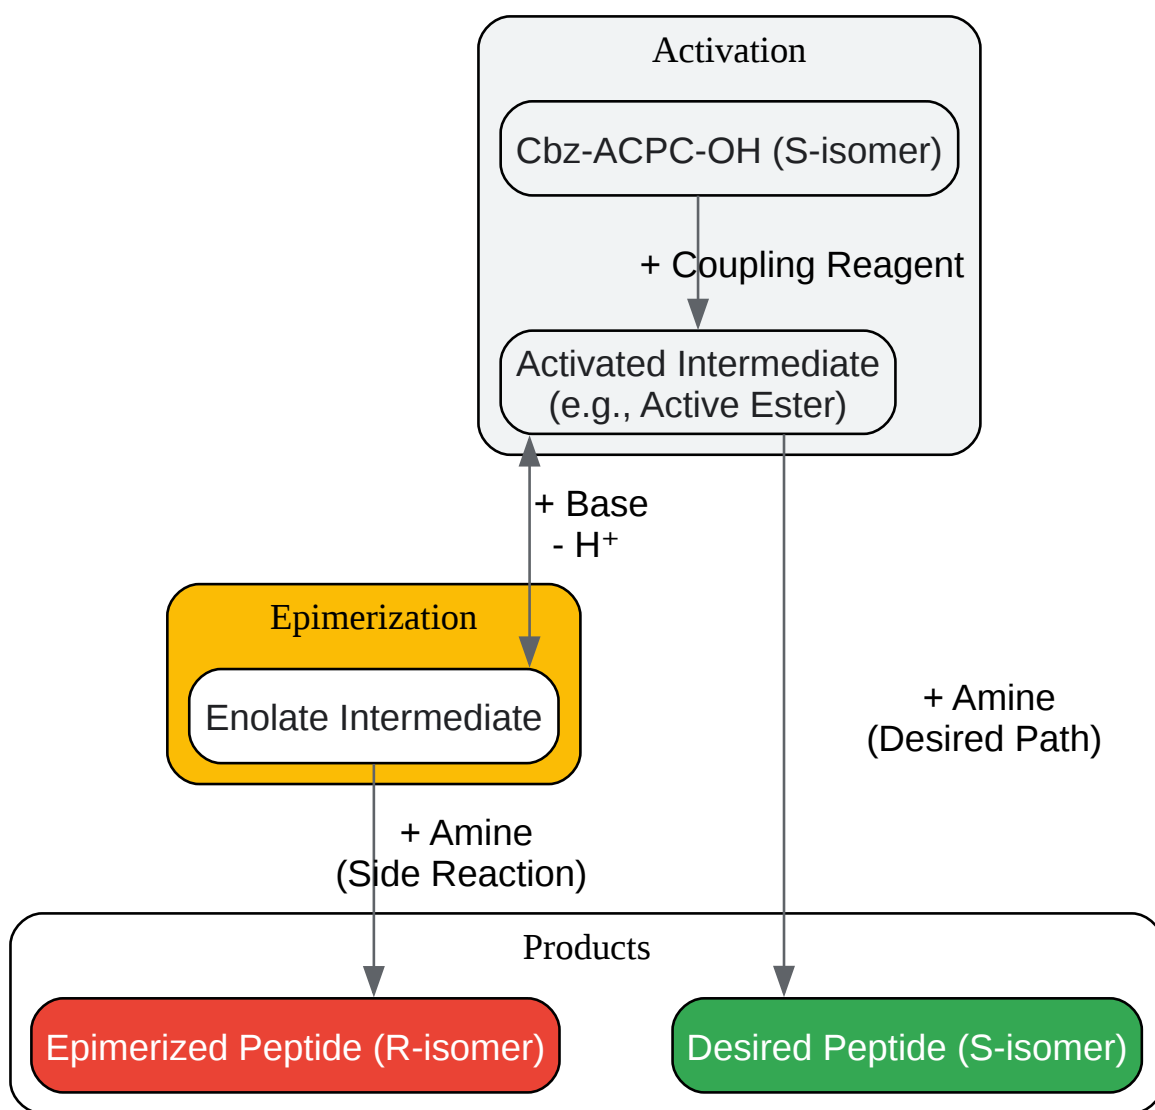 Activation
Cbz-ACPC-OH (S-isomer)
+ Coupling Reagent
Activated Intermediate
(e.g., Active Ester)
+ Base
- H⁺
Epimerization
Enolate Intermediate
+ Amine
(Desired Path)
+ Amine
(Side Reaction)
Products
Epimerized Peptide (R-isomer)
Desired Peptide (S-isomer)